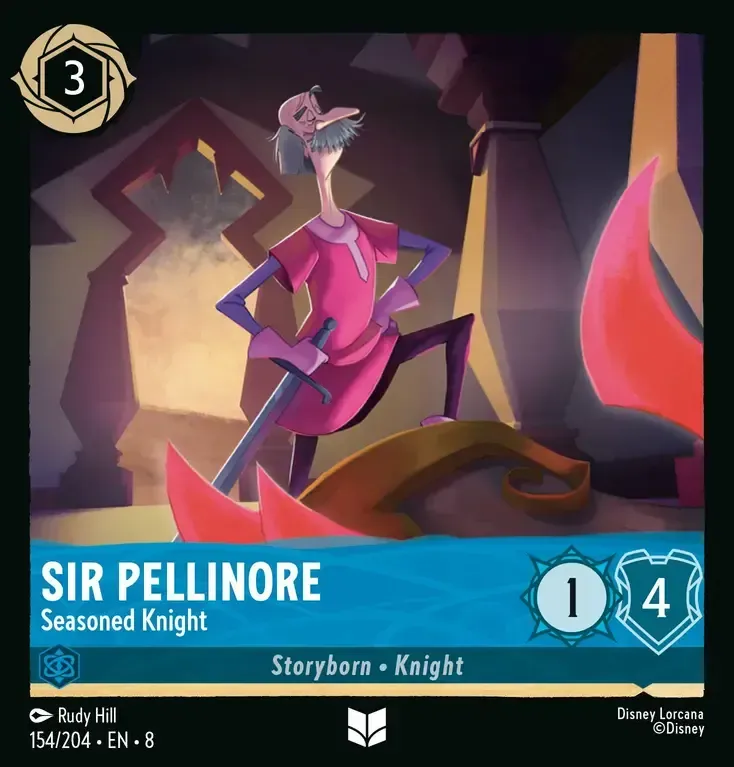 3
SIR PELLINORE
Seasoned Knight
1 4
Storyborn • Knight
Rudy Hill
Disney Lorcana
154/204 • EN • 8
©Disney